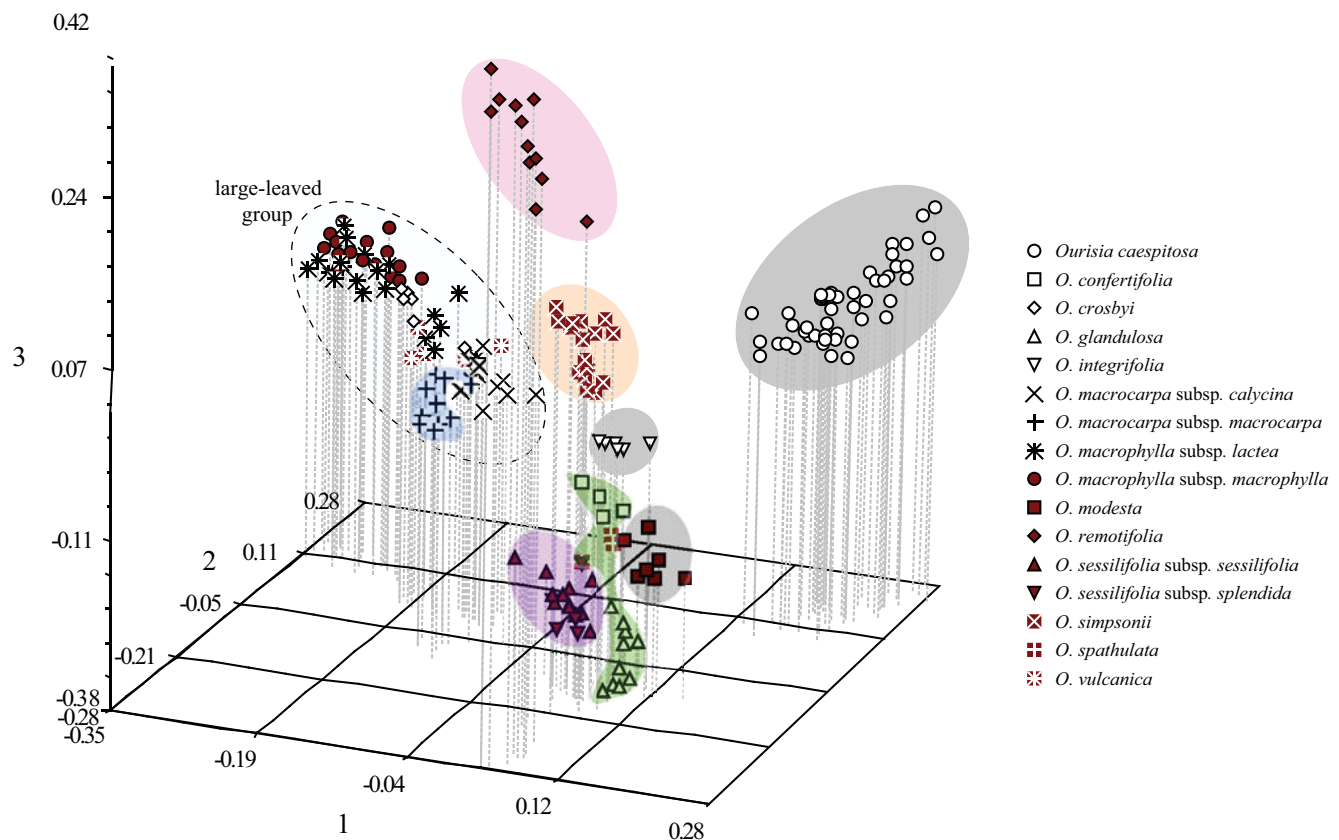 0.42
0.24
0.07
-0.11
-0.38
3
large-leaved
group
0.28
0.11
-0.05
-0.21
-0.28
2
-0.35
-0.19
-0.04
0.12
0.28
1
Ourisia caespitosa
O. confertifolia
O. crosbyi
O. glandulosa
O. integrifolia
O. macrocarpa subsp. calycina
O. macrocarpa subsp. macrocarpa
O. macrophylla subsp. lactea
O. macrophylla subsp. macrophylla
O. modesta
O. remotifolia
O. sessilifolia subsp. sessilifolia
O. sessilifolia subsp. splendida
O. simpsonii
O. spathulata
O. vulcanica